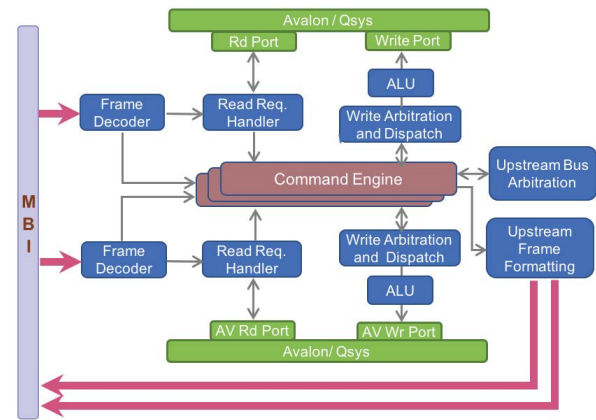 Avalon / Qsys
Rd Port
Write Port
ALU
Frame
Decoder
Read Req.
Handler
Write Arbitration
and Dispatch
Command Engine
Upstream Bus
Arbitration
M
B
I
Frame
Decoder
Read Req.
Handler
Write Arbitration
and Dispatch
Upstream
Frame
Formatting
ALU
AV Rd Port
AV Wr Port
Avalon/ Qsys